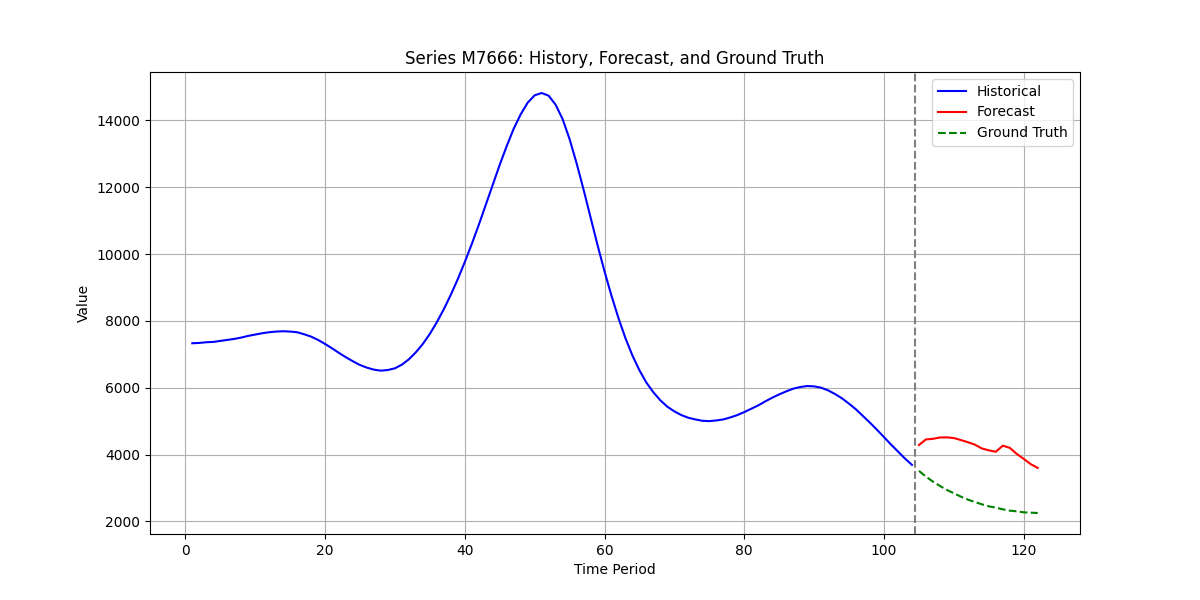 Series M7666: History, Forecast, and Ground Truth
Historical
Forecast
Ground Truth
Value
14000
12000
10000
8000
6000
4000
2000
0
20
40
60
80
100
120
Time Period